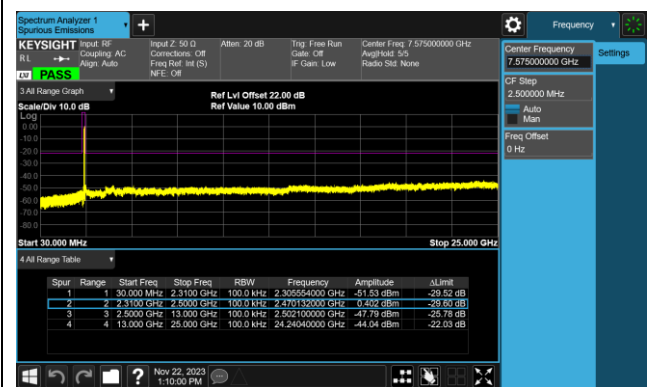 Spectrum Analyzer 1
Spurious Emissions
Frequency
KEYSIGHT
R L
LXI
PASS
Input: RF
Coupling: AC
Align: Auto
Input Z: 50 Ω
Corrections: Off
Freq Ref: Int (S)
NFE: Off
Atten: 20 dB
Trig: Free Run
Gate: Off
IF Gain: Low
Center Freq: 7.575000000 GHz
Avg|Hold: 5/5
Radio Std: None
Center Frequency
7.575000000 GHz
Settings
CF Step
2.500000 MHz
Auto
Man
Freq Offset
0 Hz
3 All Range Graph
Scale/Div 10.0 dB
Ref Lvl Offset 22.00 dB
Ref Value 10.00 dBm
Log
0.00
-10.0
-20.0
-30.0
-40.0
-50.0
-60.0
-70.0
-80.0
Start 30.000 MHz
Stop 25.000 GHz
4 All Range Table
Spur Range Start Freq Stop Freq RBW Frequency Amplitude ΔLimit
1 1 30.000 MHz 2.3100 GHz 100.0 kHz 2.305554000 GHz -51.53 dBm -29.52 dB
2 2 2.3100 GHz 2.5000 GHz 100.0 kHz 2.470132000 GHz 0.402 dBm -29.60 dB
3 3 2.5000 GHz 13.000 GHz 100.0 kHz 2.502100000 GHz -47.79 dBm -25.78 dB
4 4 13.000 GHz 25.000 GHz 100.0 kHz 24.24040000 GHz -44.04 dBm -22.03 dB
Nov 22, 2023
1:10:00 PM